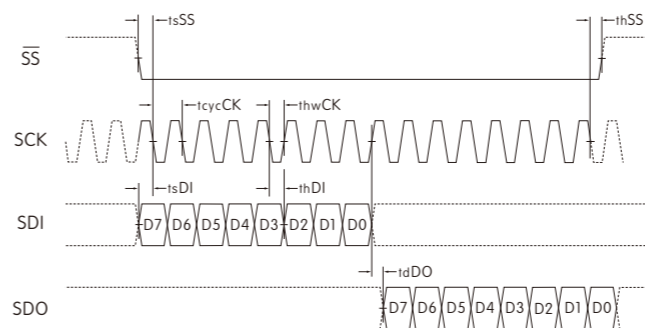 tsSS thSS
SS
tcycCK thwCK
SCK
tsDI thDI
SDI D7 D6 D5 D4 D3 D2 D1 D0
tdDO
SDO D7 D6 D5 D4 D3 D2 D1 D0